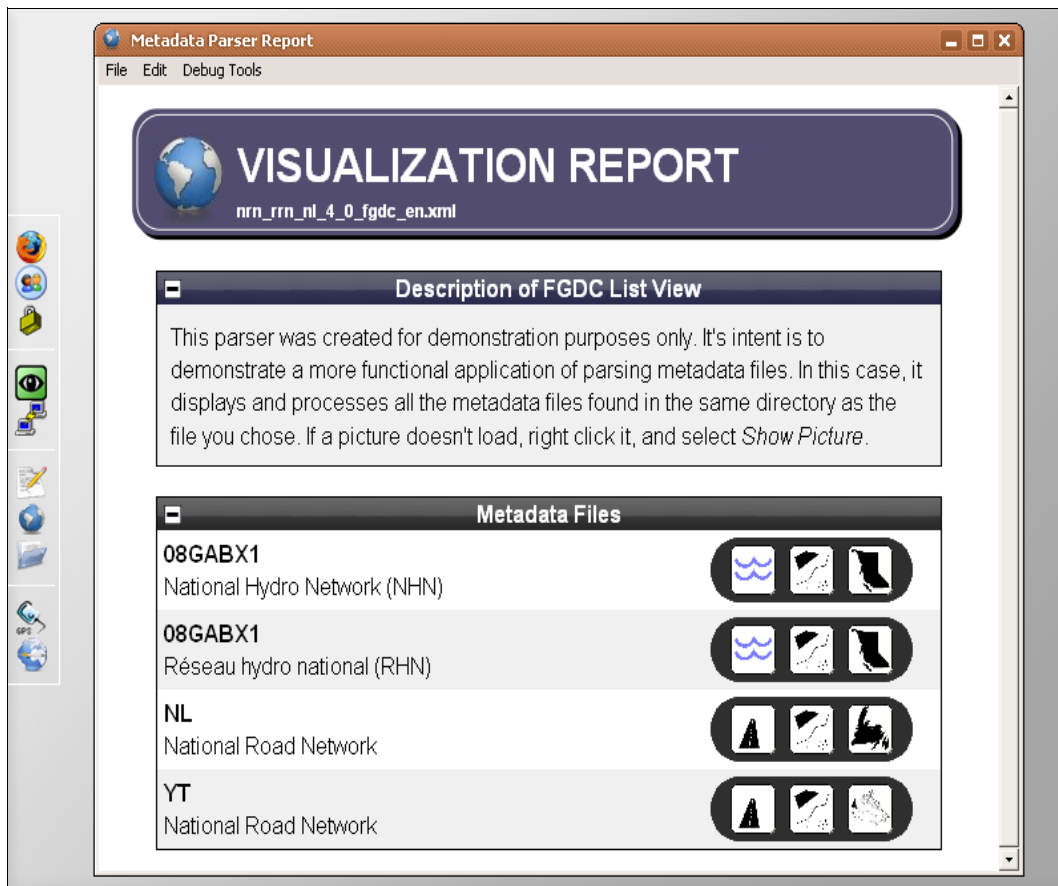 Metadata Parser Report
File Edit Debug Tools
VISUALIZATION REPORT
nrn_rrn_nl_4_0_fgdc_en.xml
Description of FGDC List View
This parser was created for demonstration purposes only. It's intent is to
demonstrate a more functional application of parsing metadata files. In this case, it
displays and processes all the metadata files found in the same directory as the
file you chose. If a picture doesn't load, right click it, and select Show Picture.
Metadata Files
08GABX1
National Hydro Network (NHN)
08GABX1
Réseau hydro national (RHN)
NL
National Road Network
YT
National Road Network
GPS